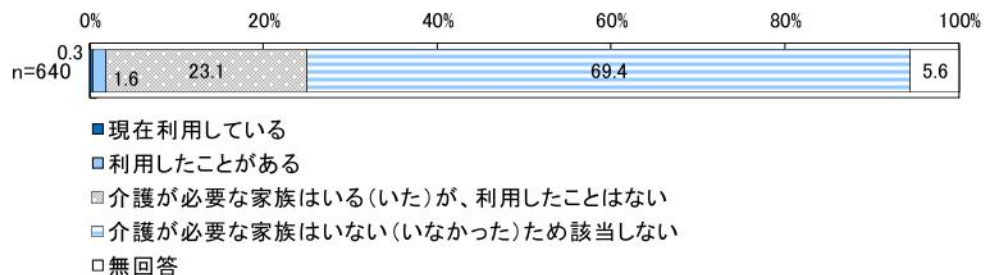 0% 20% 40% 60% 80% 100%
0.3
n=640 1.6 23.1 69.4 5.6
現在利用している
利用したことがある
介護が必要な家族はいる(いた)が、利用したことはない
介護が必要な家族はいない(いなかった)ため該当しない
無回答